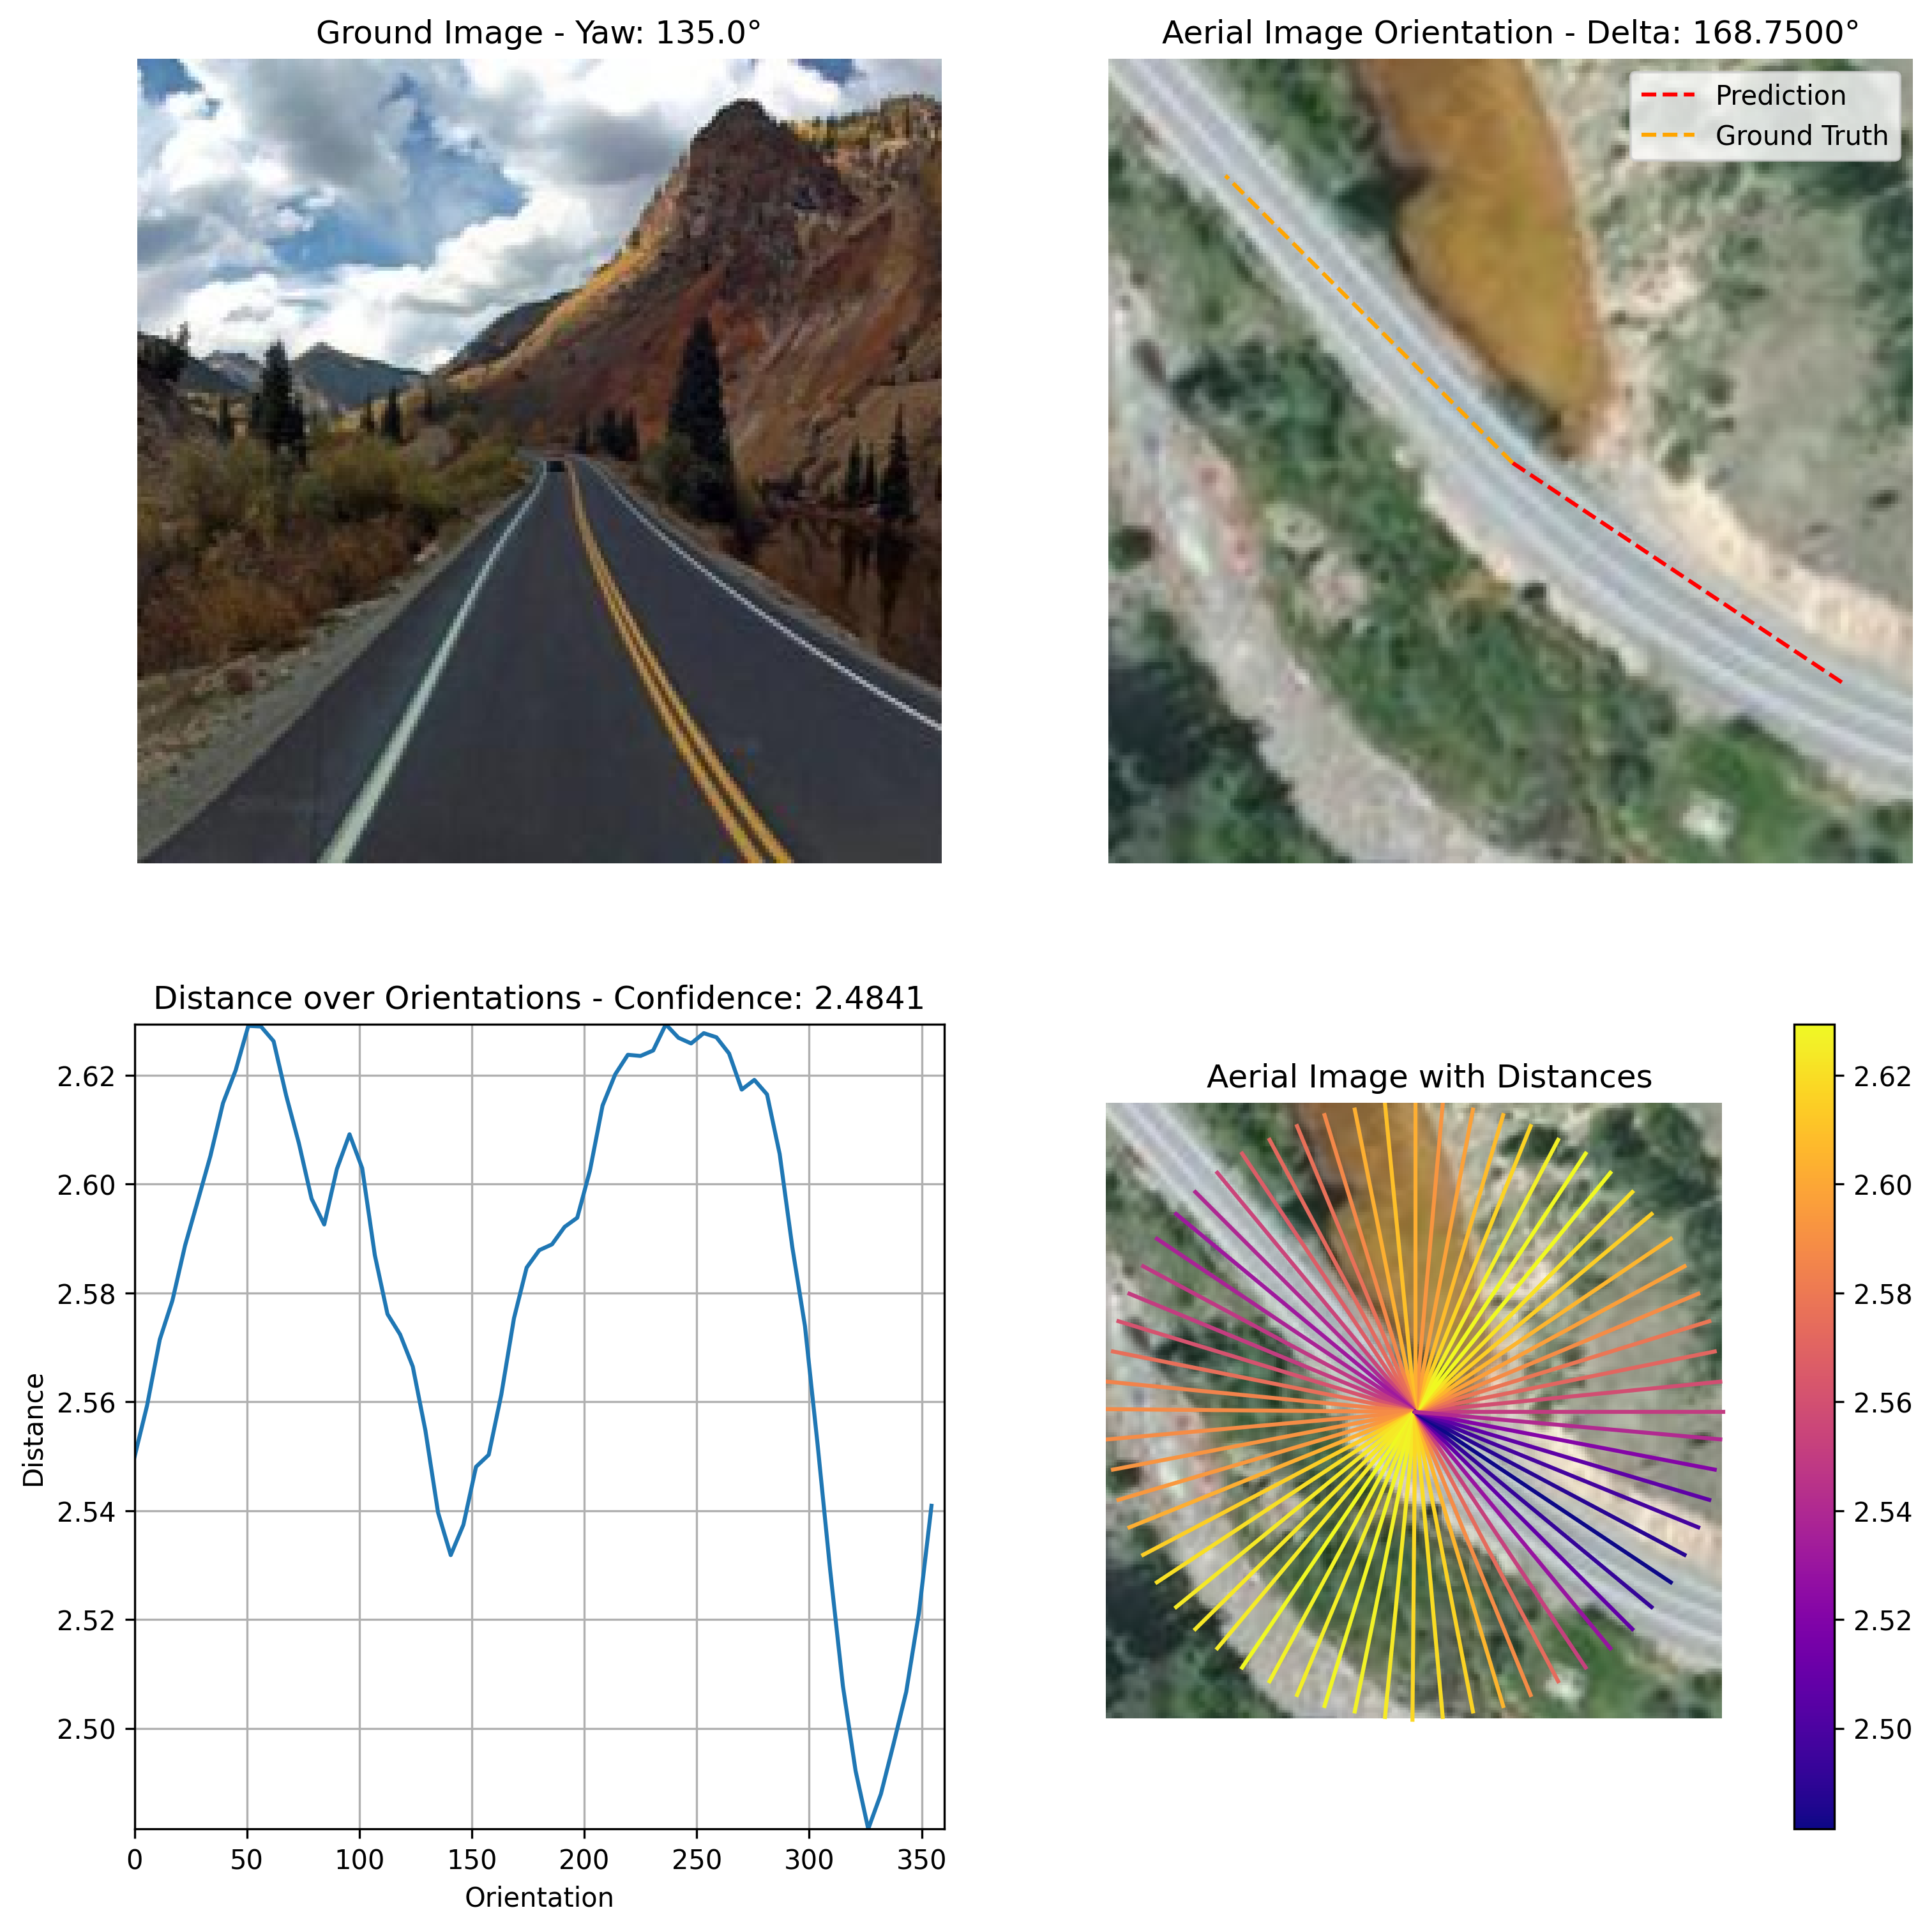 Ground Image - Yaw: 135.0°
Aerial Image Orientation - Delta: 168.7500°
Prediction
Ground Truth
Distance over Orientations - Confidence: 2.4841
2.62
2.60
2.58
2.56
2.54
2.52
2.50
Distance
0 50 100 150 200 250 300 350
Orientation
Aerial Image with Distances
2.62
2.60
2.58
2.56
2.54
2.52
2.50